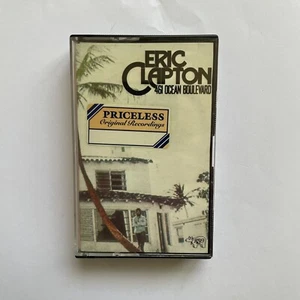 ERIC
CLAPTON
461 OCEAN BOULEVARD
PRICELESS
Original Recordings